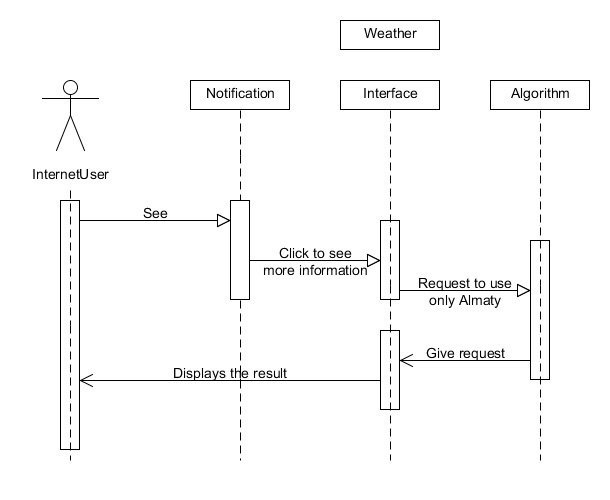 Weather
Notification
Interface
Algorithm
InternetUser
See
Click to see
more information
Request to use
only Almaty
Give request
Displays the result